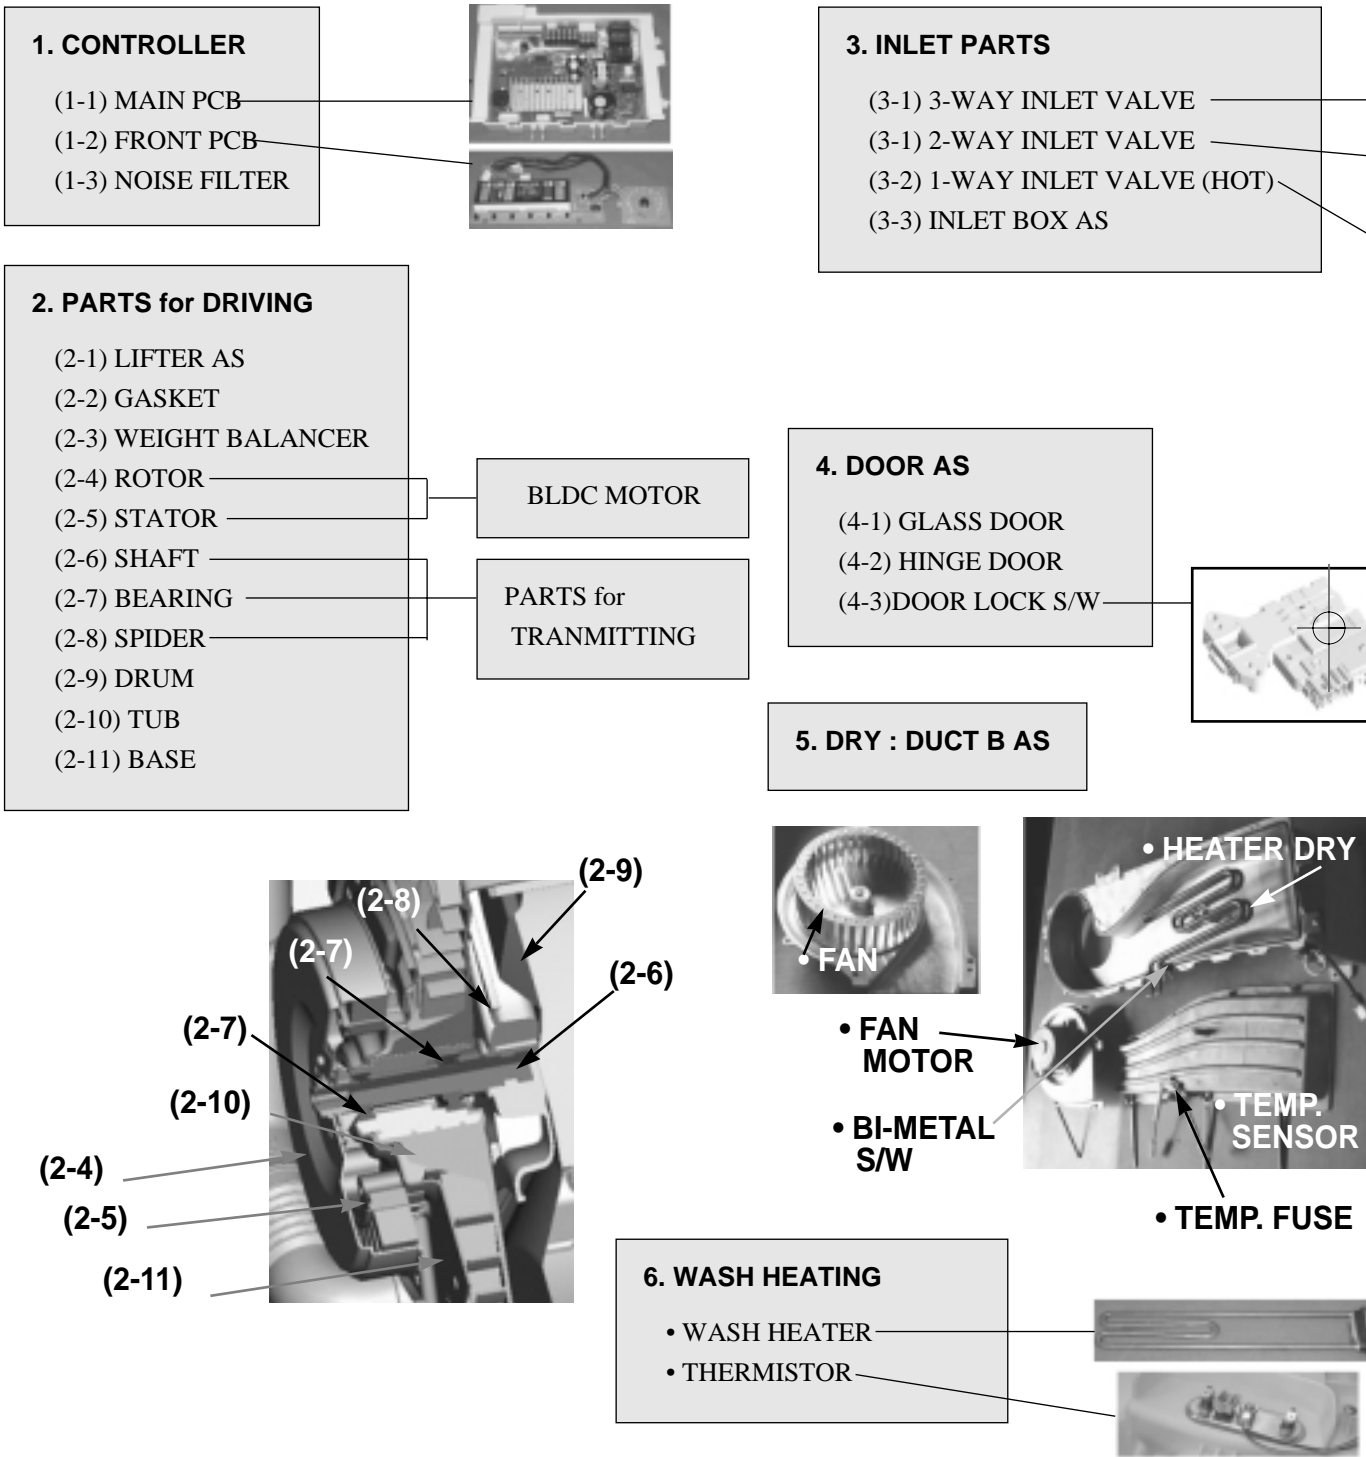 1. CONTROLLER
(1-1) MAIN PCB
(1-2) FRONT PCB
(1-3) NOISE FILTER
3. INLET PARTS
(3-1) 3-WAY INLET VALVE
(3-1) 2-WAY INLET VALVE
(3-2) 1-WAY INLET VALVE (HOT)
(3-3) INLET BOX AS
2. PARTS for DRIVING
(2-1) LIFTER AS
(2-2) GASKET
(2-3) WEIGHT BALANCER
(2-4) ROTOR
(2-5) STATOR
(2-6) SHAFT
(2-7) BEARING
(2-8) SPIDER
(2-9) DRUM
(2-10) TUB
(2-11) BASE
BLDC MOTOR
PARTS for
TRANMITTING
4. DOOR AS
(4-1) GLASS DOOR
(4-2) HINGE DOOR
(4-3)DOOR LOCK S/W
5. DRY : DUCT B AS
• HEATER DRY
• FAN
• FAN
MOTOR
• BI-METAL
S/W
• TEMP.
SENSOR
• TEMP. FUSE
(2-9)
(2-8)
(2-7)
(2-6)
(2-7)
(2-10)
(2-4)
(2-5)
(2-11)
6. WASH HEATING
• WASH HEATER
• THERMISTOR